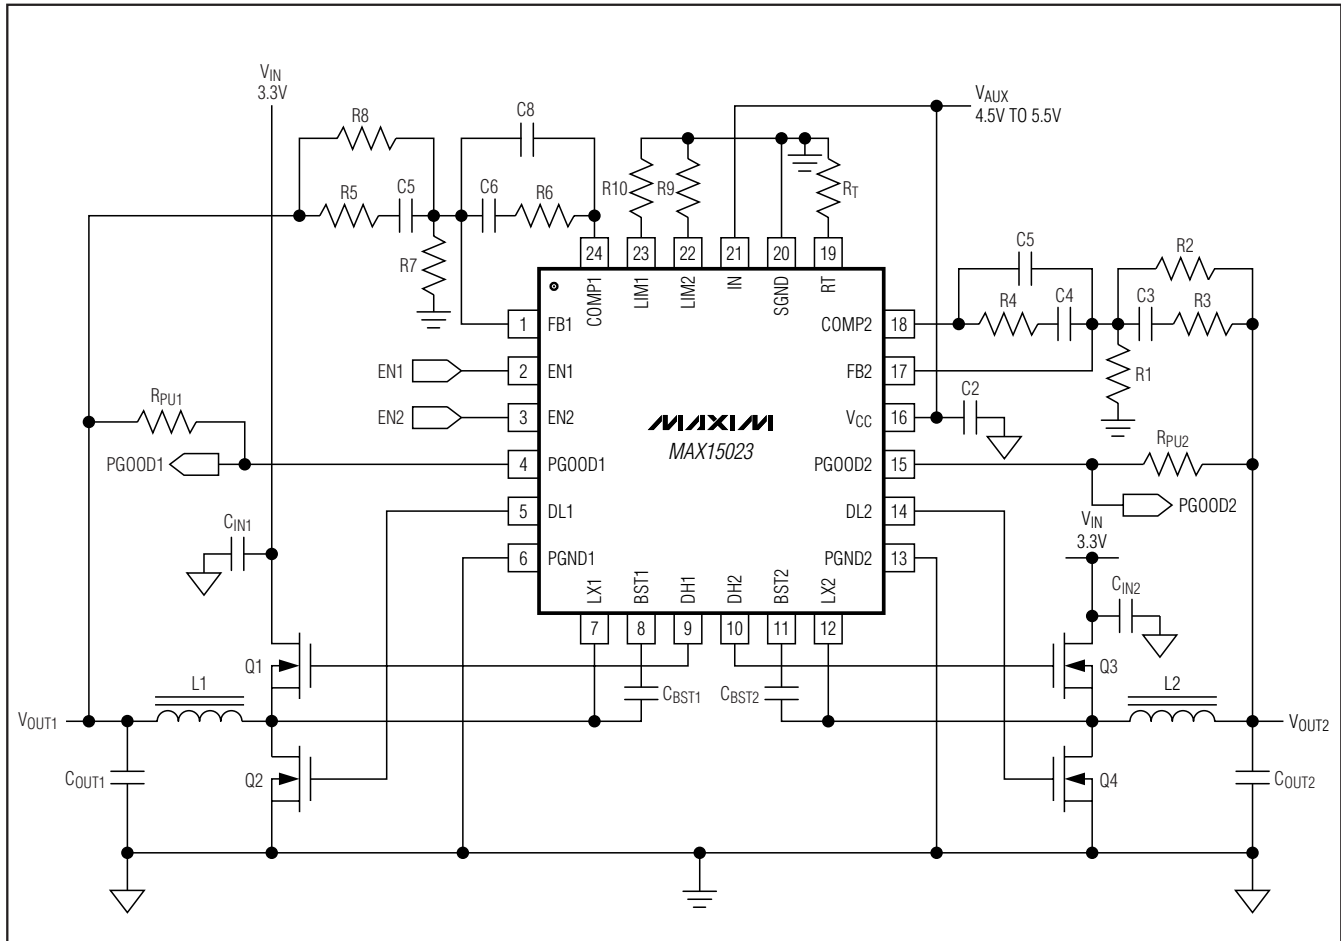 VIN
3.3V
R8
C8
VAUX
4.5V TO 5.5V
R5
C5
C6
R6
R10
R9
RT
R7
24
23
22
21
20
19
COMP1
LIM1
LIM2
IN
SGND
RT
C5
R2
R4
C4
C3
R3
R1
1
FB1
COMP2
18
EN1
2
EN1
FB2
17
EN2
3
EN2
MAXIM
MAX15023
VCC
16
C2
RPU1
PGOOD1
4
PGOOD1
PGOOD2
15
RPU2
PGOOD2
5
DL1
DL2
14
VIN
3.3V
CIN1
6
PGND1
PGND2
13
LX1
BST1
DH1
DH2
BST2
LX2
CIN2
7
8
9
10
11
12
Q1
Q3
L1
CBST1
CBST2
L2
VOUT1
VOUT2
COUT1
Q2
Q4
COUT2